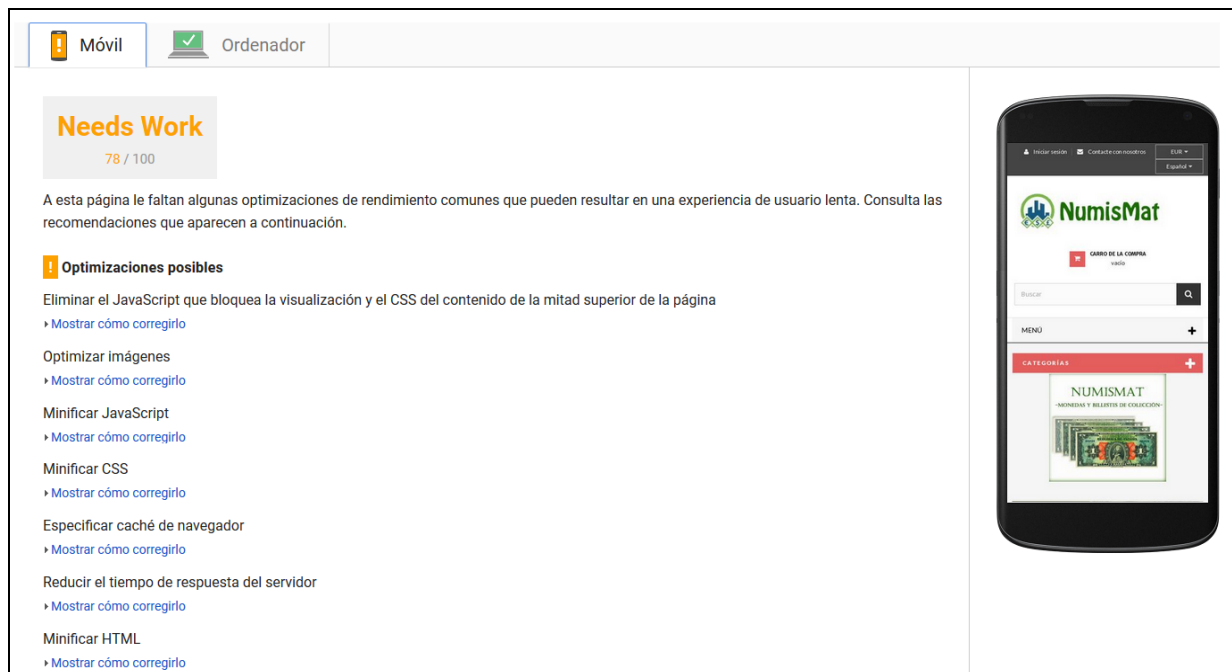 Móvil
Ordenador
Needs Work
78 / 100
A esta página le faltan algunas optimizaciones de rendimiento comunes que pueden resultar en una experiencia de usuario lenta. Consulta las
recomendaciones que aparecen a continuación.
Optimizaciones posibles
Eliminar el JavaScript que bloquea la visualización y el CSS del contenido de la mitad superior de la página
Mostrar cómo corregirlo
Optimizar imágenes
Mostrar cómo corregirlo
Minificar JavaScript
Mostrar cómo corregirlo
Minificar CSS
Mostrar cómo corregirlo
Especificar caché de navegador
Mostrar cómo corregirlo
Reducir el tiempo de respuesta del servidor
Mostrar cómo corregirlo
Minificar HTML
Mostrar cómo corregirlo
Iniciar sesión
Contacte con nosotros
EUR
Español
NumisMat
CARRO DE LA COMPRA
vacío
Buscar
MENÚ
CATEGORÍAS
NUMISMAT
-MONEDAS Y BILLETES DE COLECCIÓN-